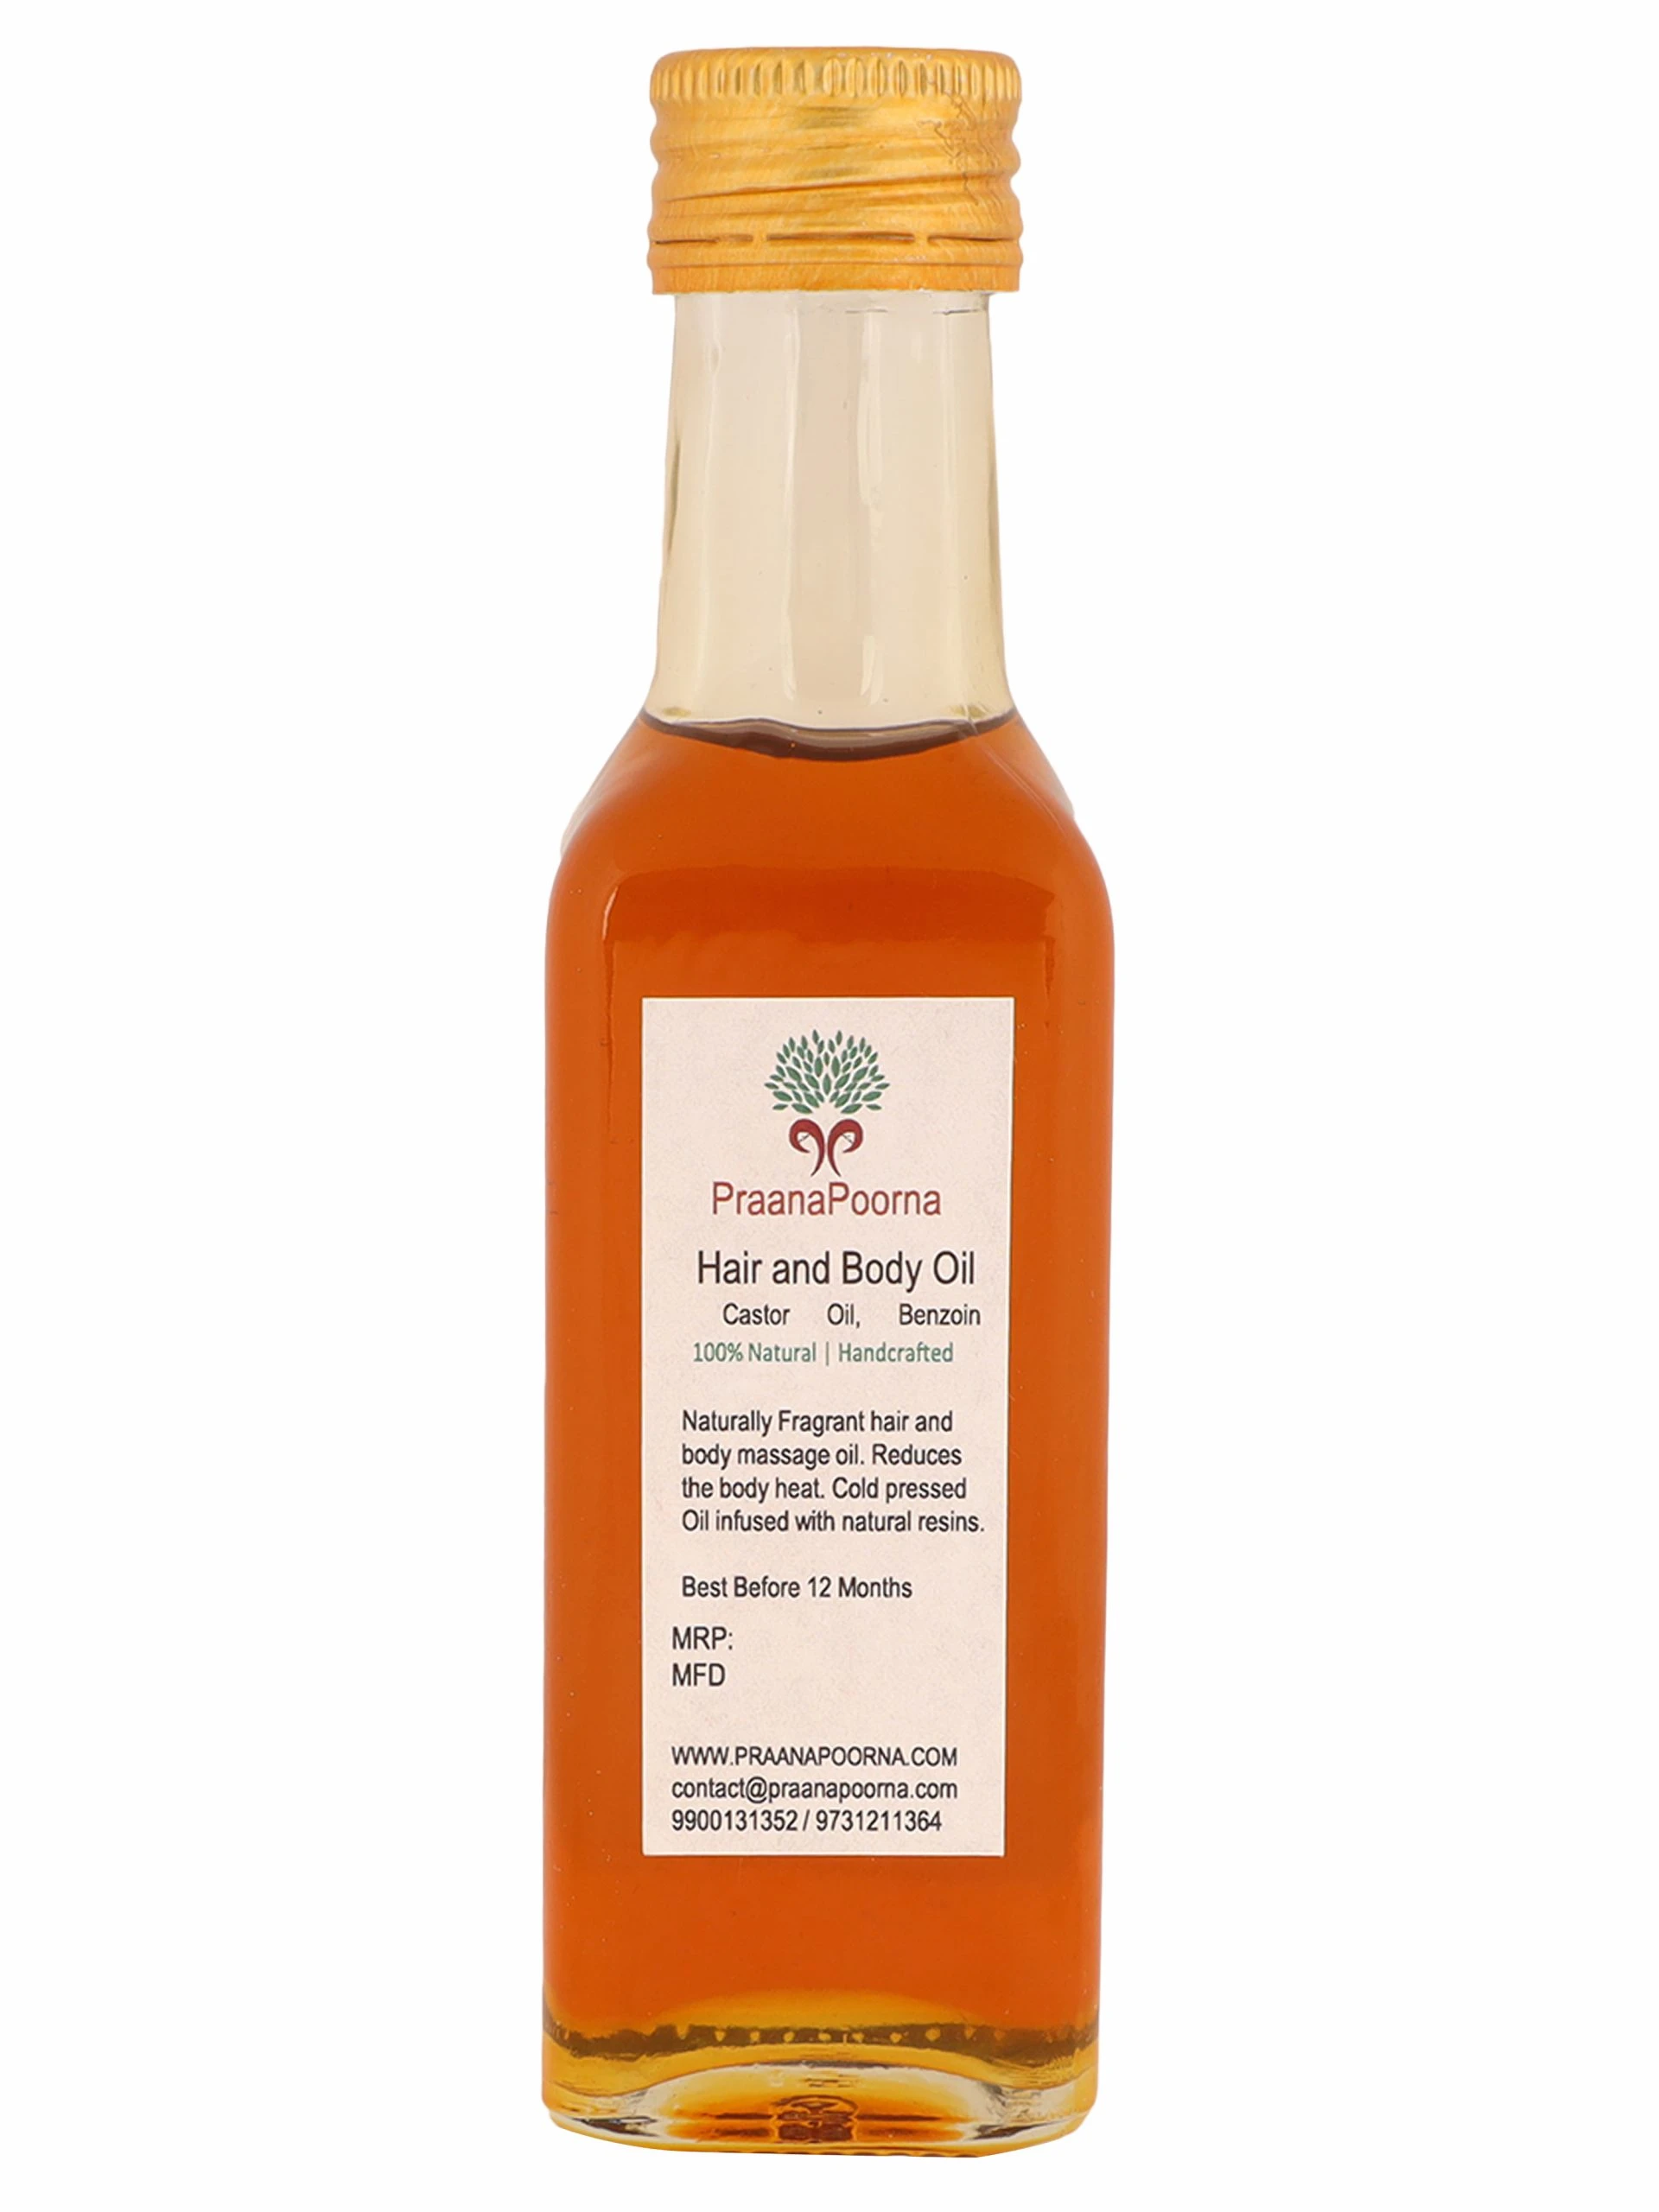 PraanaPoorna
Hair and Body Oil
Castor Oil, Benzoin
100% Natural | Handcrafted
Naturally Fragrant hair and
body massage oil. Reduces
the body heat. Cold pressed
Oil infused with natural resins.
Best Before 12 Months
MRP:
MFD
WWW.PRAANAPOORNA.COM
contact@praanapoorna.com
9900131352 / 9731211364